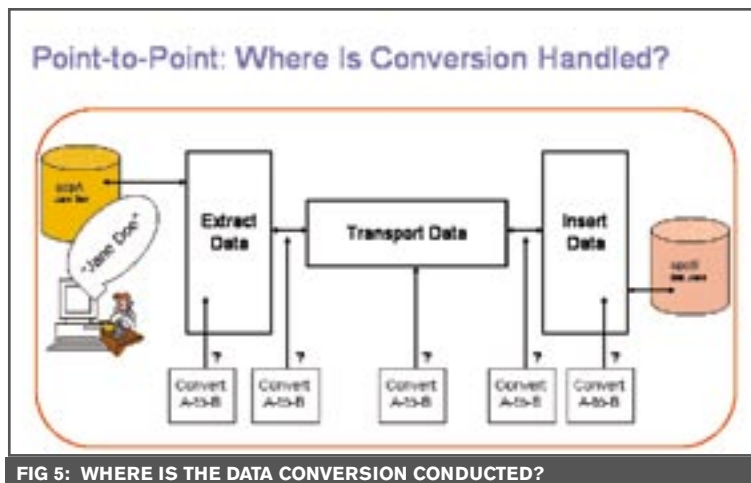 Point-to-Point: Where Is Conversion Handled?
"Jane Doe"
Extract
Data
Transport Data
Insert
Data
?
?
?
?
?
Convert
A-to-B
Convert
A-to-B
Convert
A-to-B
Convert
A-to-B
Convert
A-to-B
FIG 5: WHERE IS THE DATA CONVERSION CONDUCTED?